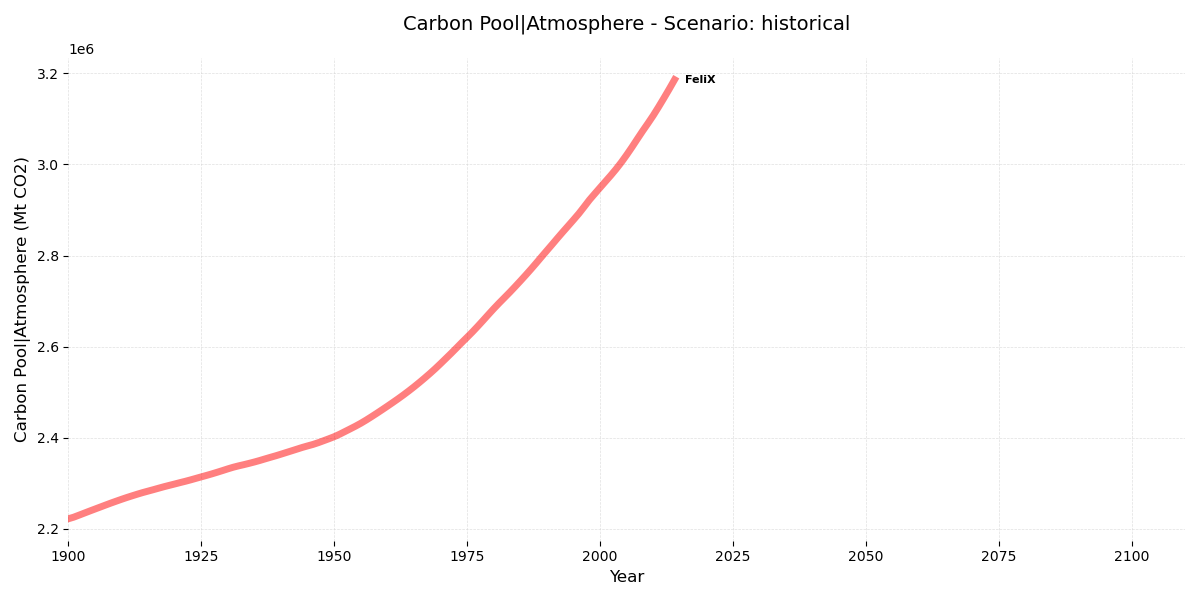 Carbon Pool|Atmosphere - Scenario: historical
1e6
3.2
3.0
2.8
2.6
2.4
2.2
Carbon Pool|Atmosphere (Mt CO2)
FeliX
1900 1925 1950 1975 2000 2025 2050 2075 2100
Year